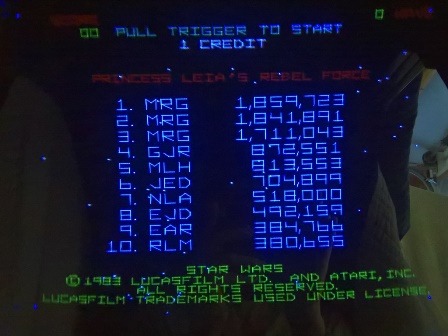 00 PULL TRIGGER TO START 0
1 CREDIT
PRINCESS LEIA'S REBEL FORCE
1. MRG 1,859,723
2. MRG 1,841,891
3. MRG 1,711,043
4. GJR 872,551
5. MLH 813,553
6. JED 704,899
7. NLA 518,000
8. EJD 492,159
9. EAR 384,766
10. RLM 380,655
STAR WARS
© 1983 LUCASFILM LTD. AND ATARI, INC.
ALL RIGHTS RESERVED.
LUCASFILM TRADEMARKS USED UNDER LICENSE.